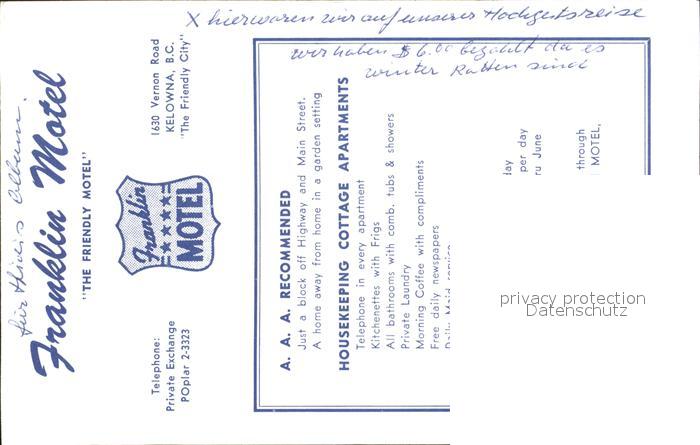 X hierwaren wir auf unserer Hochzeitsreise
wir haben $6.00 bezahlt da es
winter Ratten sind
für Album.
Franklin Motel
"THE FRIENDLY MOTEL"
1630 Vernon Road
KELOWNA, B.C.
"The Friendly City"
Franklin
★★★★★
MOTEL
Telephone:
Private Exchange
POplar 2-3323
A. A. A. RECOMMENDED
Just a block off Highway and Main Street.
A home away from home in a garden setting
HOUSEKEEPING COTTAGE APARTMENTS
Telephone in every apartment
Kitchenettes with Frigs
All bathrooms with comb. tubs & showers
Private Laundry
Morning Coffee with compliments
Free daily newspapers
per day
ru June
through
MOTEL,
privacy protection
Datenschutz